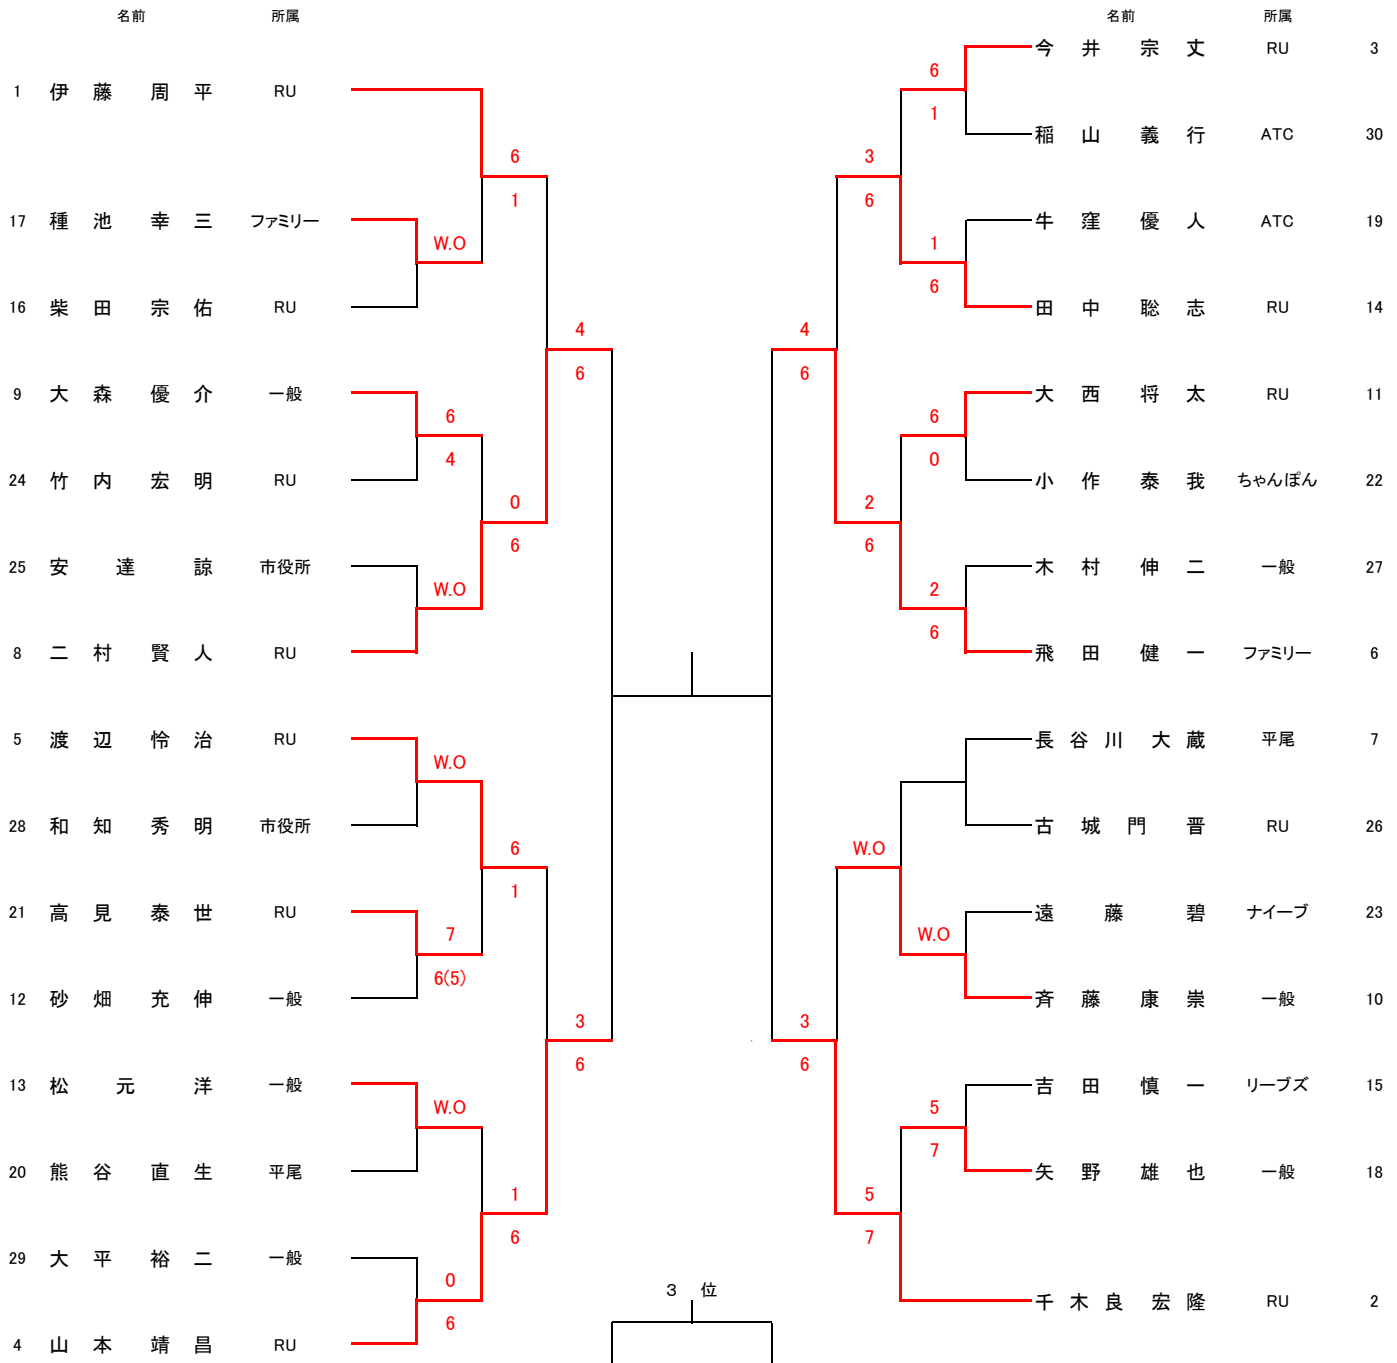 名前 所属 名前 所属
今井 宗丈 RU 3
6
1 伊藤 周平 RU
1
稲山 義行 ATC 30
6 3
1 6
17 種池 幸三 ファミリー 牛窪 優人 ATC 19
W.O 1
6
16 柴田 宗佑 RU 田中 聡志 RU 14
4 4
6 6
9 大森 優介 一般 大西 将太 RU 11
6 6
4 0
24 竹内 宏明 RU 小作 泰我 ちゃんぽん 22
0 2
6 6
25 安達 諒 市役所 木村 伸二 一般 27
W.O 2
6
8 二村 賢人 RU 飛田 健一 ファミリー 6
5 渡辺 怜治 RU 長谷川 大蔵 平尾 7
W.O
28 和知 秀明 市役所 古城門 晋 RU 26
6 W.O
1
21 高見 泰世 RU 遠藤 碧 ナイーブ 23
7 W.O
6(5)
12 砂畑 充伸 一般 斉藤 康崇 一般 10
3 3
6 6
13 松元 洋 一般 吉田 慎一 リーブズ 15
W.O 5
7
20 熊谷 直生 平尾 矢野 雄也 一般 18
1 5
6 7
29 大平 裕二 一般
0
3 位
千木良 宏隆 RU 2
6
4 山本 靖昌 RU